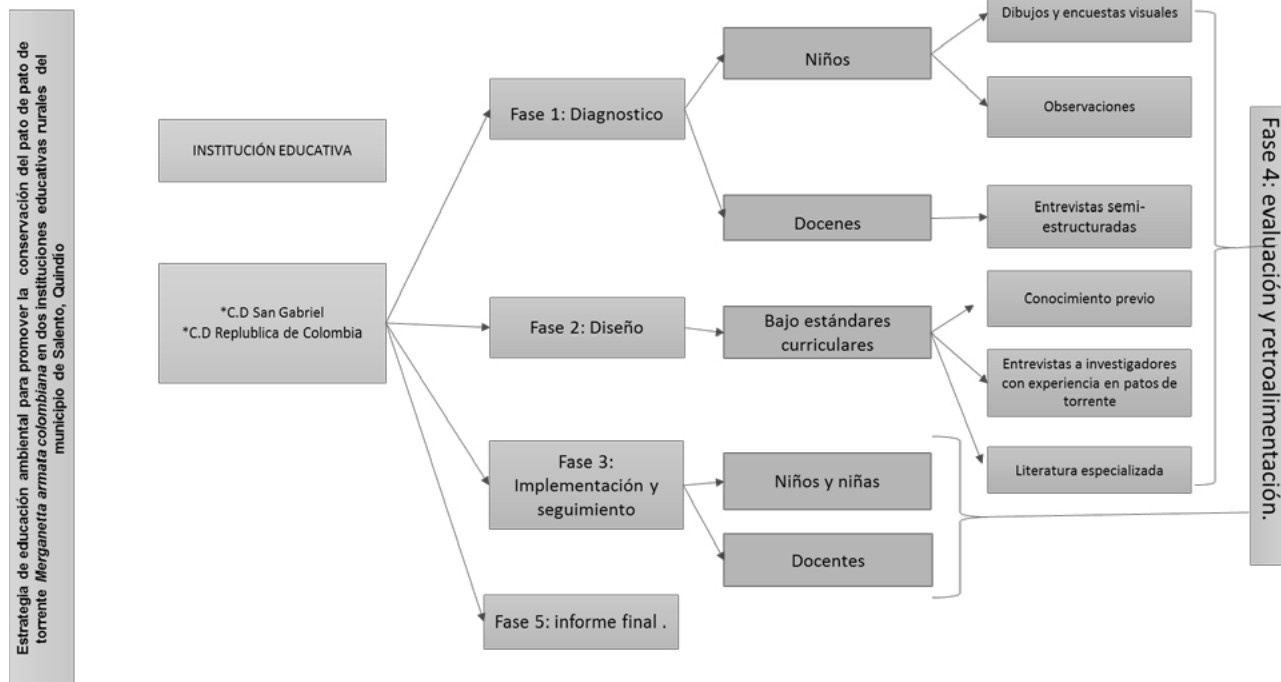 Estrategia de educación ambiental para promover la conservación del pato de pato de
torrente Merganetta armata colombiana en dos instituciones educativas rurales del
municipio de Salento, Quindío
INSTITUCIÓN EDUCATIVA
*C.D San Gabriel
*C.D Replublica de Colombia
Fase 1: Diagnostico
Niños
Dibujos y encuestas visuales
Observaciones
Docenes
Entrevistas semi-
estructuradas
Fase 2: Diseño
Bajo estándares
curriculares
Conocimiento previo
Entrevistas a investigadores
con experiencia en patos de
torrente
Literatura especializada
Fase 3:
Implementación y
seguimiento
Niños y niñas
Docentes
Fase 5: informe final .
Fase 4: evaluación y retroalimentación.